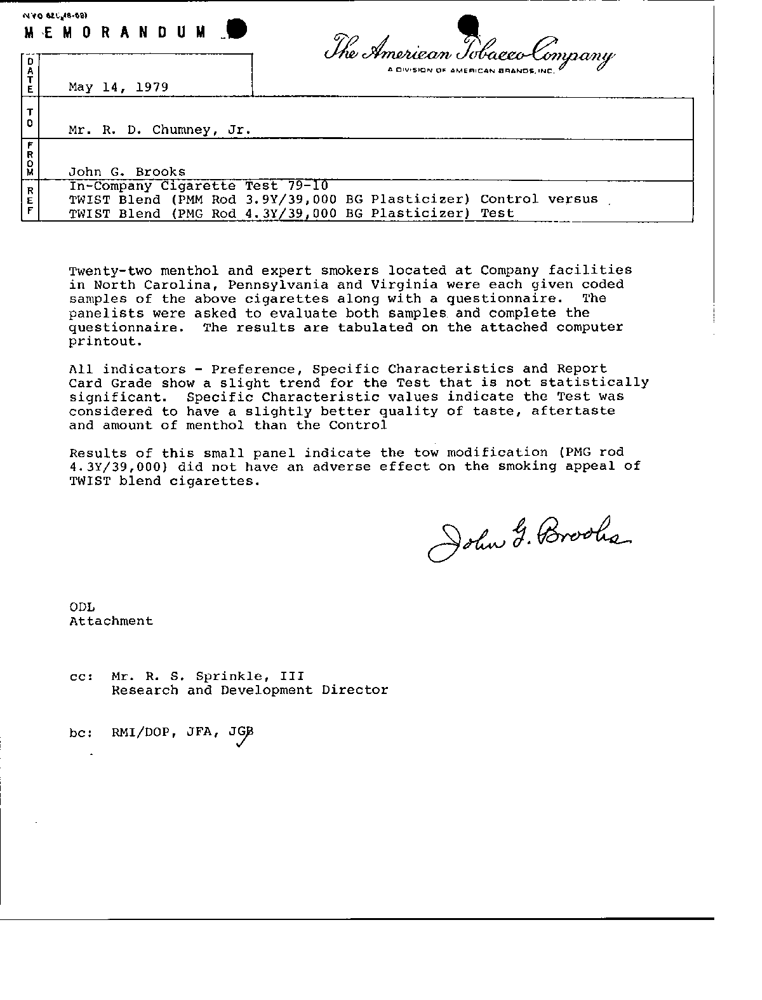 MEMORANDUM
The American Tobacco Company
A DIVISION OF AMERICAN BRANDS, INC.
DATE
May 14, 1979
TO
Mr. R. D. Chumney, Jr.
FROM
John G. Brooks
REF
In-Company Cigarette Test 79-10
TWIST Blend (PMM Rod 3.9Y/39,000 BG Plasticizer) Control versus
TWIST Blend (PMG Rod 4.3Y/39,000 BG Plasticizer) Test
Twenty-two menthol and expert smokers located at Company facilities
in North Carolina, Pennsylvania and Virginia were each given coded
samples of the above cigarettes along with a questionnaire. The
panelists were asked to evaluate both samples and complete the
questionnaire. The results are tabulated on the attached computer
printout.
All indicators - Preference, Specific Characteristics and Report
Card Grade show a slight trend for the Test that is not statistically
significant. Specific Characteristic values indicate the Test was
considered to have a slightly better quality of taste, aftertaste
and amount of menthol than the Control
Results of this small panel indicate the tow modification (PMG rod
4.3Y/39,000) did not have an adverse effect on the smoking appeal of
TWIST blend cigarettes.
John G. Brooks
ODL
Attachment
cc: Mr. R. S. Sprinkle, III
Research and Development Director
bc: RMI/DOP, JFA, JGB